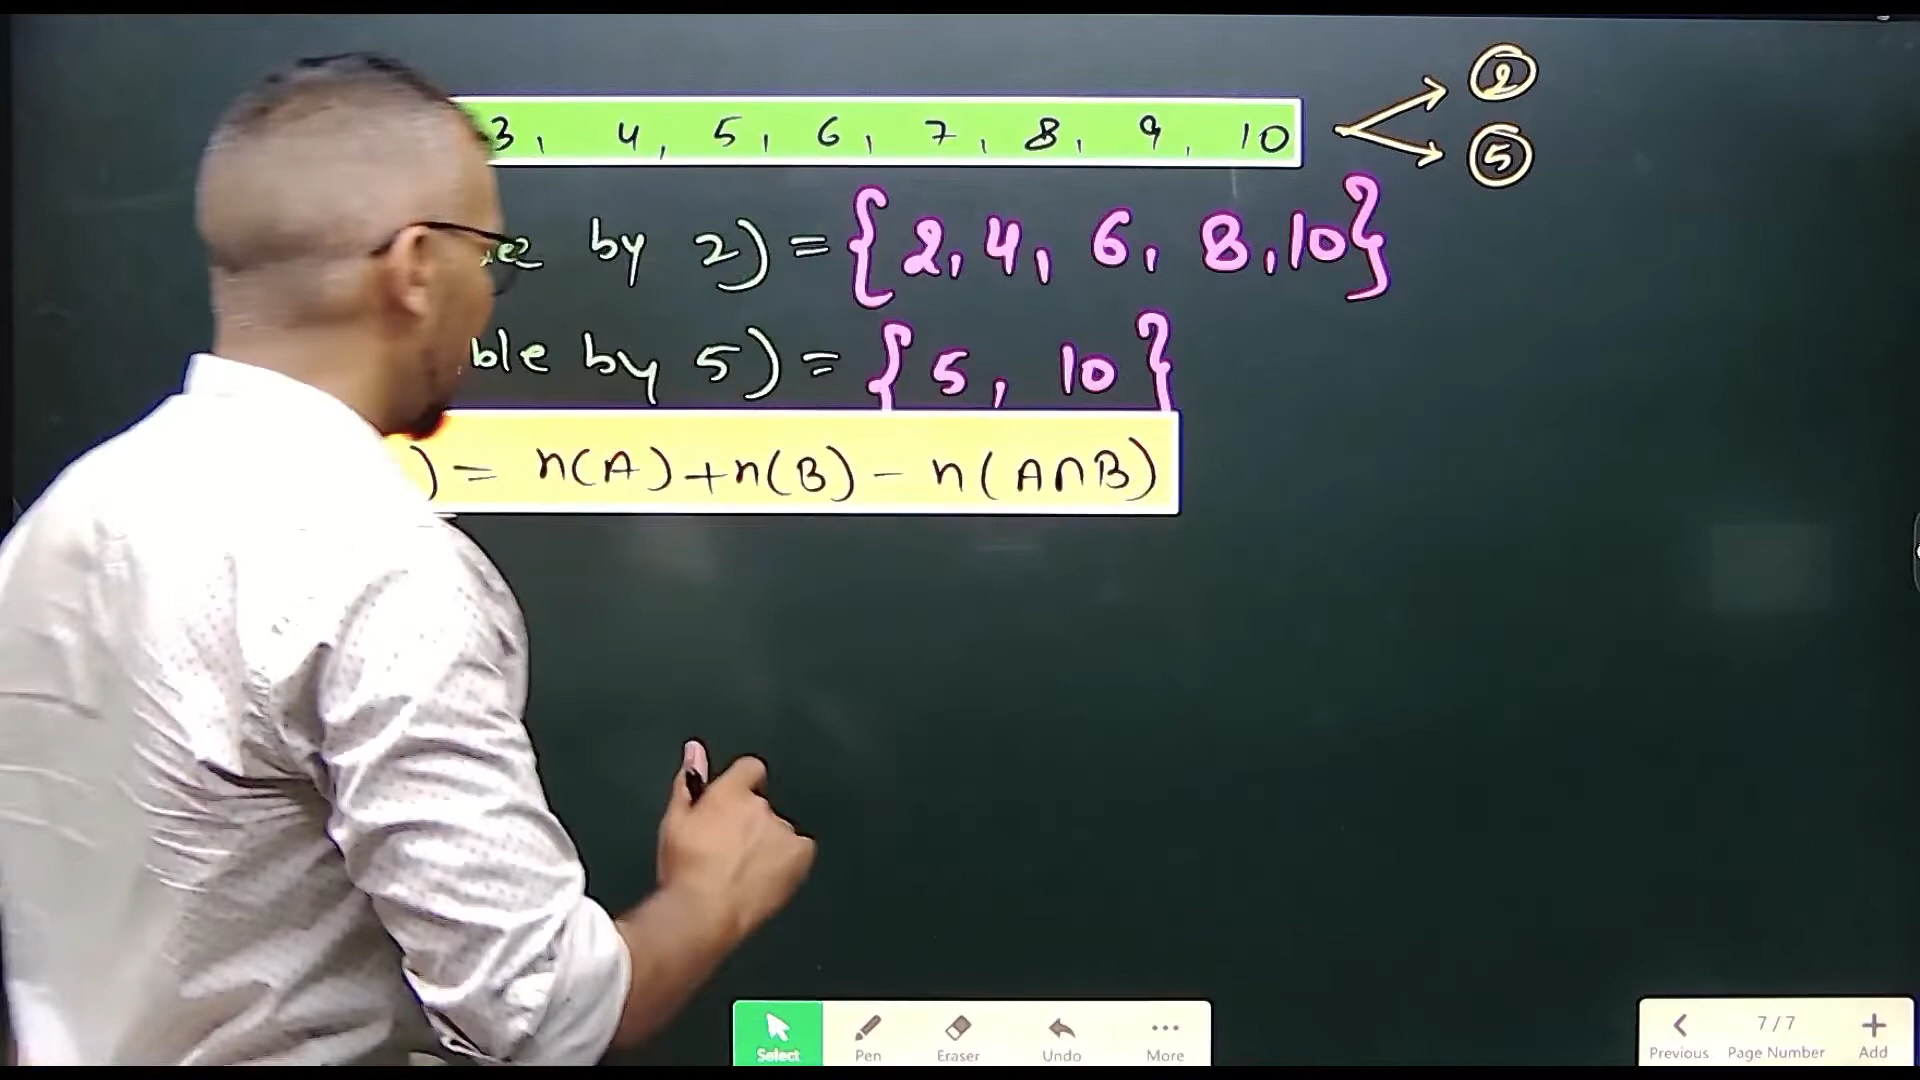 3, 4, 5, 6, 7, 8, 9, 10
2
5
by 2) = {2, 4, 6, 8, 10}
ble by 5) = {5, 10}
) = n(A)+n(B) - n(A∩B)
Select Pen Eraser Undo More
7/7
Previous Page Number Add